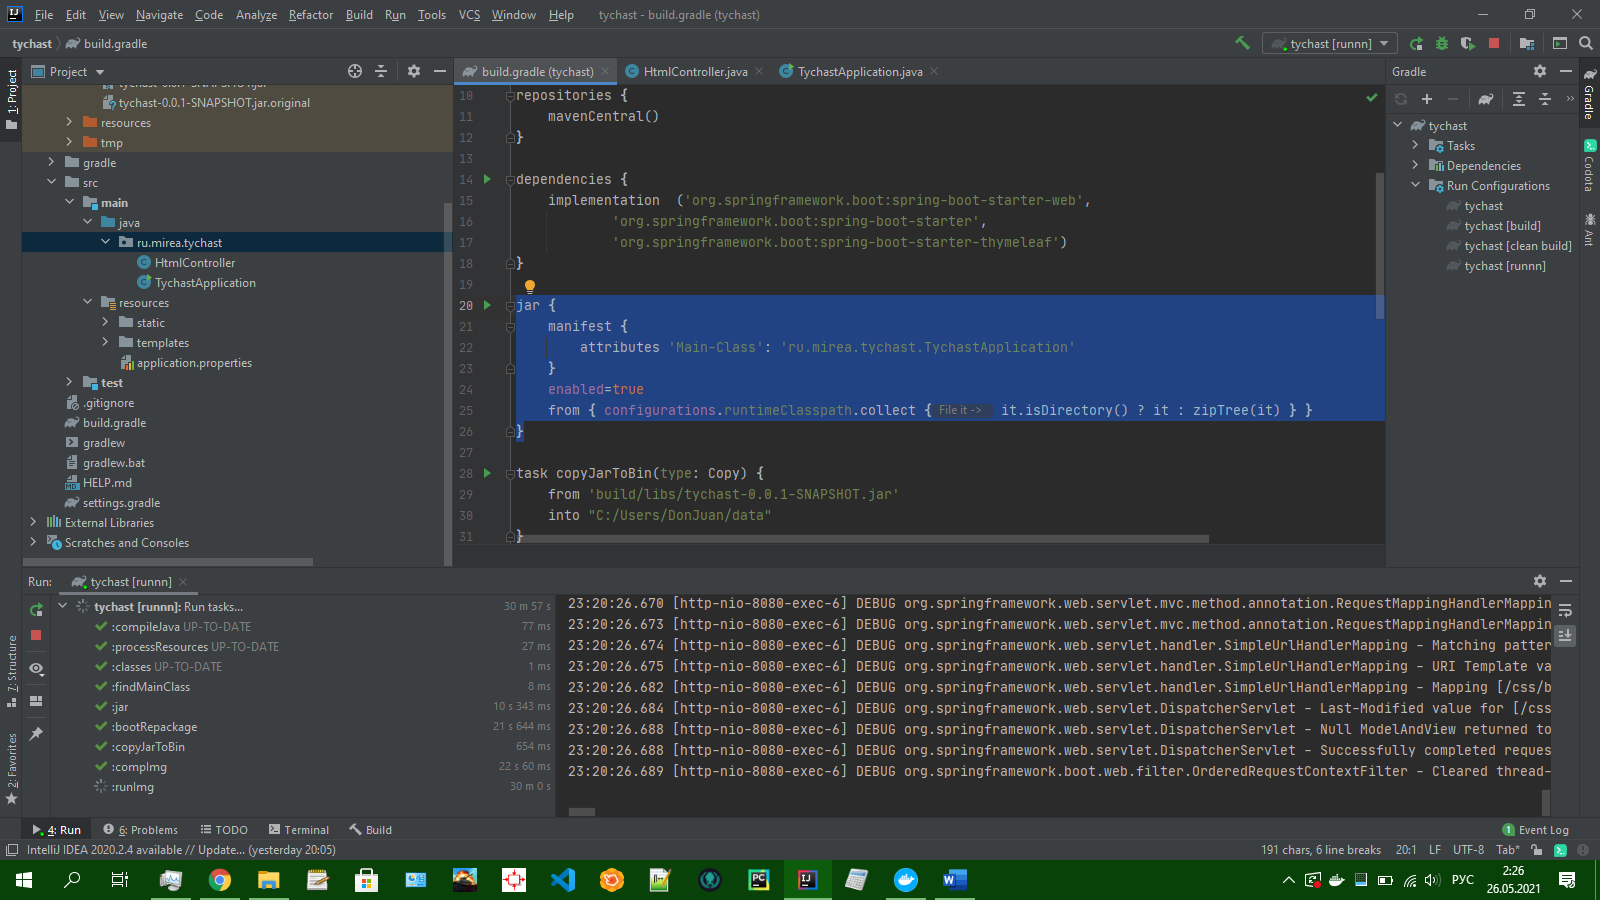 File Edit View Navigate Code Analyze Refactor Build Run Tools VCS Window Help tychast - build.gradle (tychast)
tychast build.gradle
tychast [runnn]
1: Project
7: Structure
2: Favorites
Project
tychast-0.0.1-SNAPSHOT.jar
tychast-0.0.1-SNAPSHOT.jar.original
resources
tmp
gradle
src
main
java
ru.mirea.tychast
HtmlController
TychastApplication
resources
static
templates
application.properties
test
.gitignore
build.gradle
gradlew
gradlew.bat
HELP.md
settings.gradle
External Libraries
Scratches and Consoles
build.gradle (tychast) HtmlController.java TychastApplication.java
10 repositories {
11 mavenCentral()
12 }
13
14 dependencies {
15 implementation ('org.springframework.boot:spring-boot-starter-web',
16 'org.springframework.boot:spring-boot-starter',
17 'org.springframework.boot:spring-boot-starter-thymeleaf')
18 }
19
20 jar {
21 manifest {
22 attributes 'Main-Class': 'ru.mirea.tychast.TychastApplication'
23 }
24 enabled=true
25 from { configurations.runtimeClasspath.collect { File it -> it.isDirectory() ? it : zipTree(it) } }
26 }
27
28 task copyJarToBin(type: Copy) {
29 from 'build/libs/tychast-0.0.1-SNAPSHOT.jar'
30 into "C:/Users/DonJuan/data"
31 }
Gradle
tychast
Tasks
Dependencies
Run Configurations
tychast
tychast [build]
tychast [clean build]
tychast [runnn]
Gradle
Codota
Ant
Run: tychast [runnn]
tychast [runnn]: Run tasks... 30 m 57 s
:compileJava UP-TO-DATE 77 ms
:processResources UP-TO-DATE 27 ms
:classes UP-TO-DATE 1 ms
:findMainClass 8 ms
:jar 10 s 343 ms
:bootRepackage 21 s 644 ms
:copyJarToBin 654 ms
:compImg 22 s 60 ms
:runImg 30 m 0 s
23:20:26.670 [http-nio-8080-exec-6] DEBUG org.springframework.web.servlet.mvc.method.annotation.RequestMappingHandlerMappin
23:20:26.673 [http-nio-8080-exec-6] DEBUG org.springframework.web.servlet.mvc.method.annotation.RequestMappingHandlerMappin
23:20:26.674 [http-nio-8080-exec-6] DEBUG org.springframework.web.servlet.handler.SimpleUrlHandlerMapping - Matching patter
23:20:26.675 [http-nio-8080-exec-6] DEBUG org.springframework.web.servlet.handler.SimpleUrlHandlerMapping - URI Template va
23:20:26.682 [http-nio-8080-exec-6] DEBUG org.springframework.web.servlet.handler.SimpleUrlHandlerMapping - Mapping [/css/b
23:20:26.684 [http-nio-8080-exec-6] DEBUG org.springframework.web.servlet.DispatcherServlet - Last-Modified value for [/css
23:20:26.688 [http-nio-8080-exec-6] DEBUG org.springframework.web.servlet.DispatcherServlet - Null ModelAndView returned to
23:20:26.688 [http-nio-8080-exec-6] DEBUG org.springframework.web.servlet.DispatcherServlet - Successfully completed reques
23:20:26.689 [http-nio-8080-exec-6] DEBUG org.springframework.boot.web.filter.OrderedRequestContextFilter - Cleared thread-
4: Run 6: Problems TODO Terminal Build 1 Event Log
IntelliJ IDEA 2020.2.4 available // Update... (yesterday 20:05) 191 chars, 6 line breaks 20:1 LF UTF-8 Tab*
РУС 2:26
26.05.2021